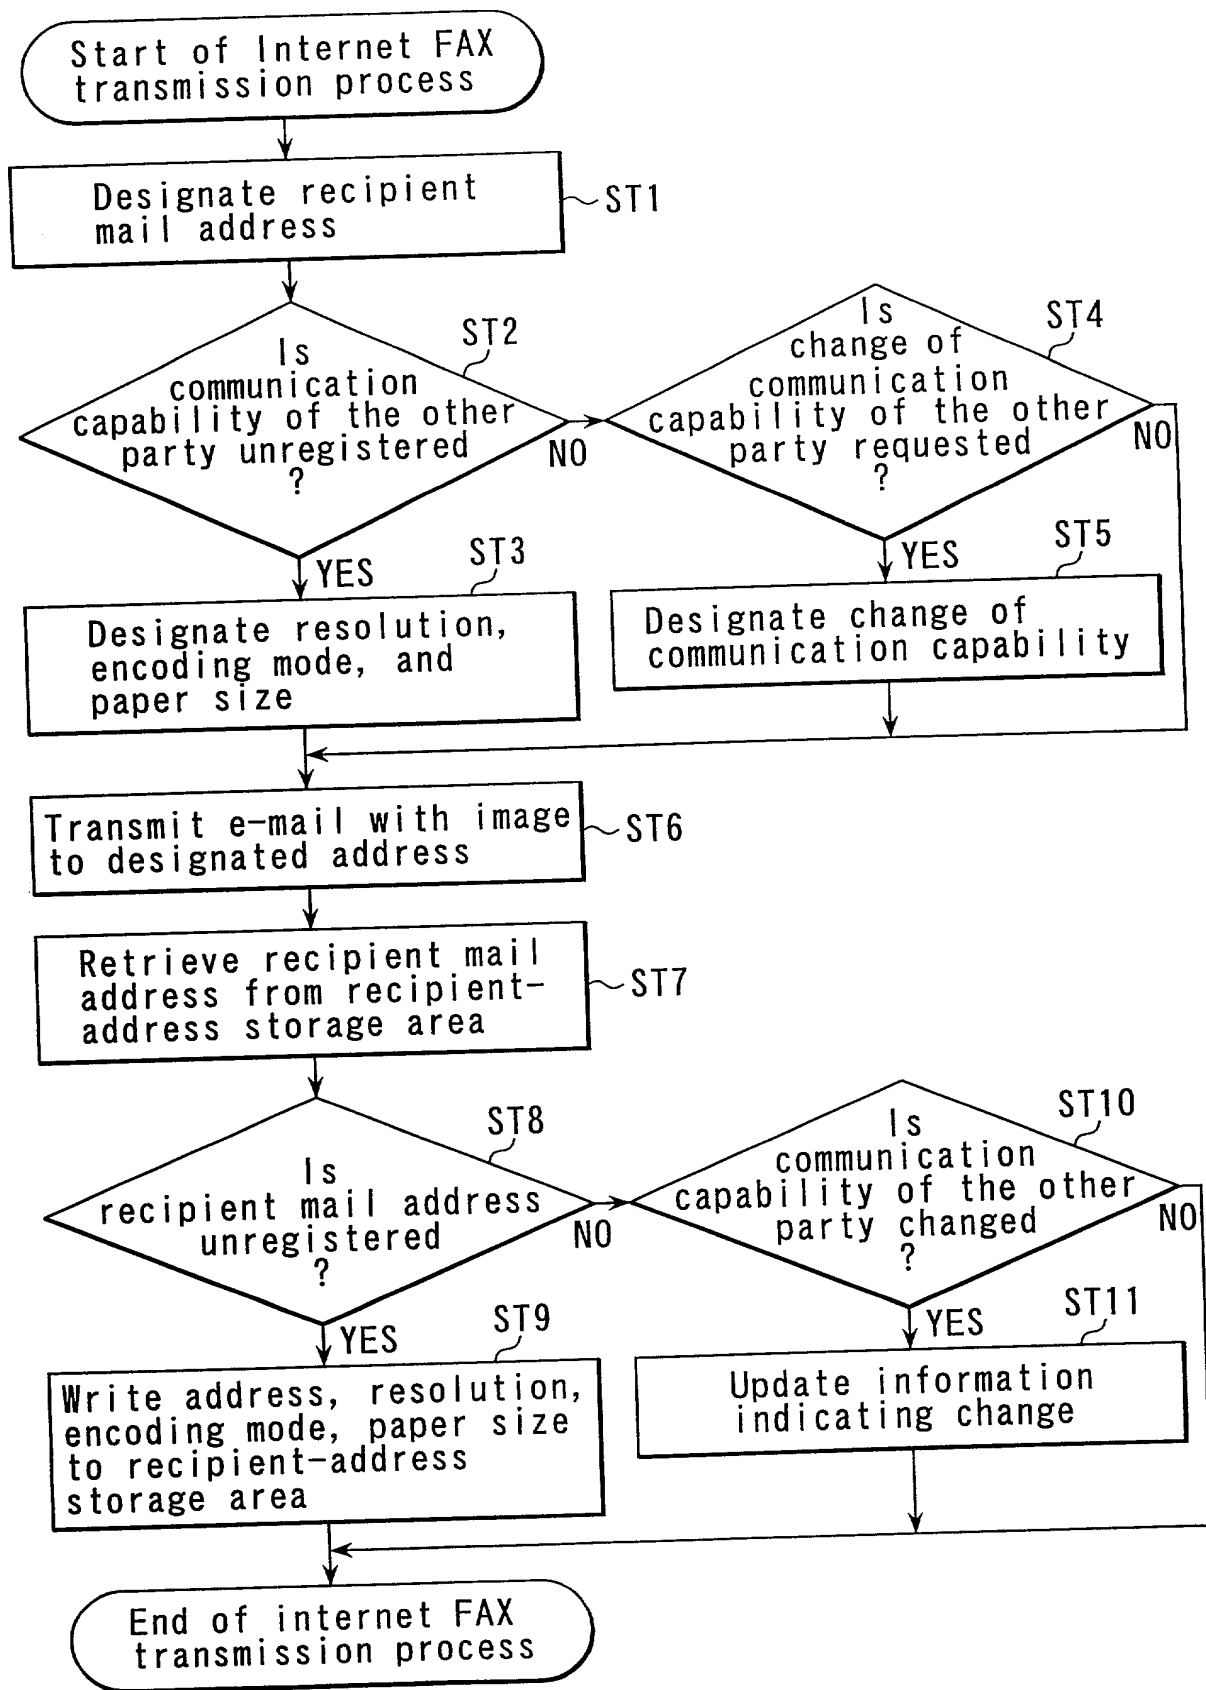 Start of Internet FAX
transmission process
Designate recipient
mail address
ST1
Is
communication
capability of the other
party unregistered
?
ST2
NO
YES
Is
change of
communication
capability of the other
party requested
?
ST4
NO
YES
ST3
Designate resolution,
encoding mode, and
paper size
ST5
Designate change of
communication capability
Transmit e-mail with image
to designated address
ST6
Retrieve recipient mail
address from recipient-
address storage area
ST7
Is
recipient mail address
unregistered
?
ST8
NO
YES
Is
communication
capability of the other
party changed
?
ST10
NO
YES
ST9
Write address, resolution,
encoding mode, paper size
to recipient-address
storage area
ST11
Update information
indicating change
End of internet FAX
transmission process